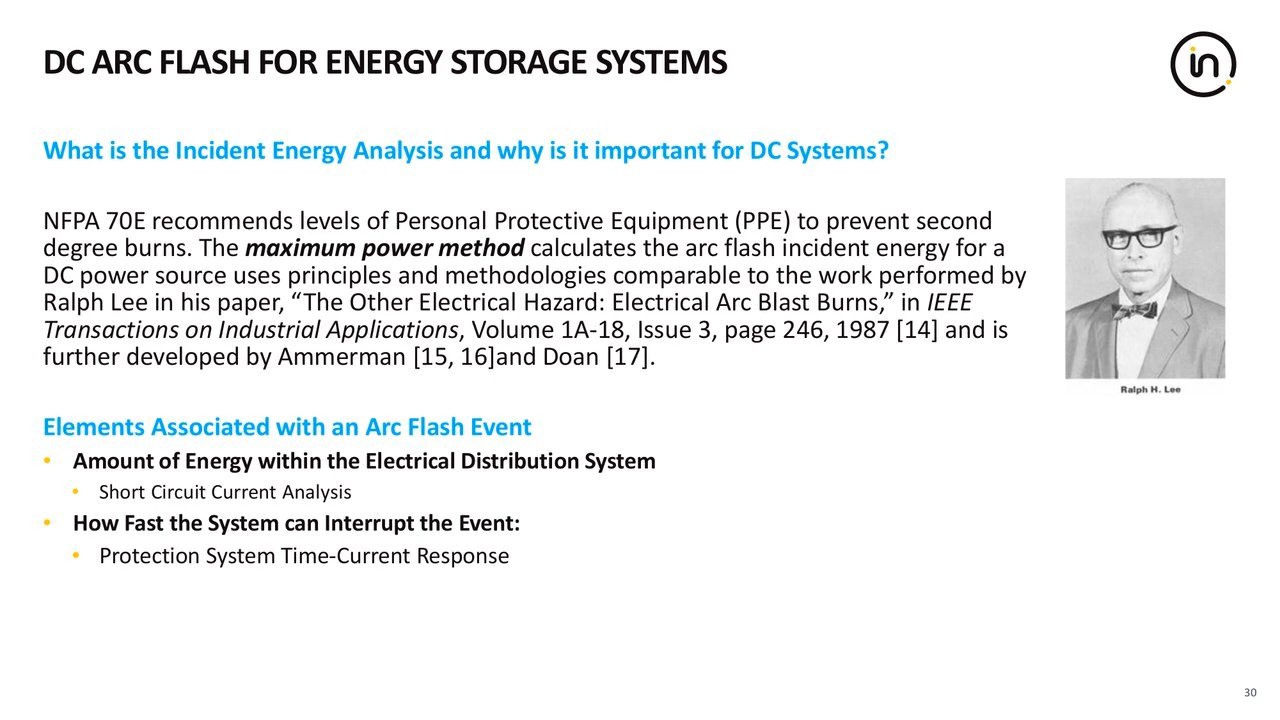 DC ARC FLASH FOR ENERGY STORAGE SYSTEMS
in
What is the Incident Energy Analysis and why is it important for DC Systems?
NFPA 70E recommends levels of Personal Protective Equipment (PPE) to prevent second
degree burns. The maximum power method calculates the arc flash incident energy for a
DC power source uses principles and methodologies comparable to the work performed by
Ralph Lee in his paper, “The Other Electrical Hazard: Electrical Arc Blast Burns,” in IEEE
Transactions on Industrial Applications, Volume 1A-18, Issue 3, page 246, 1987 [14] and is
further developed by Ammerman [15, 16]and Doan [17].
Ralph H. Lee
Elements Associated with an Arc Flash Event
• Amount of Energy within the Electrical Distribution System
• Short Circuit Current Analysis
• How Fast the System can Interrupt the Event:
• Protection System Time-Current Response
30